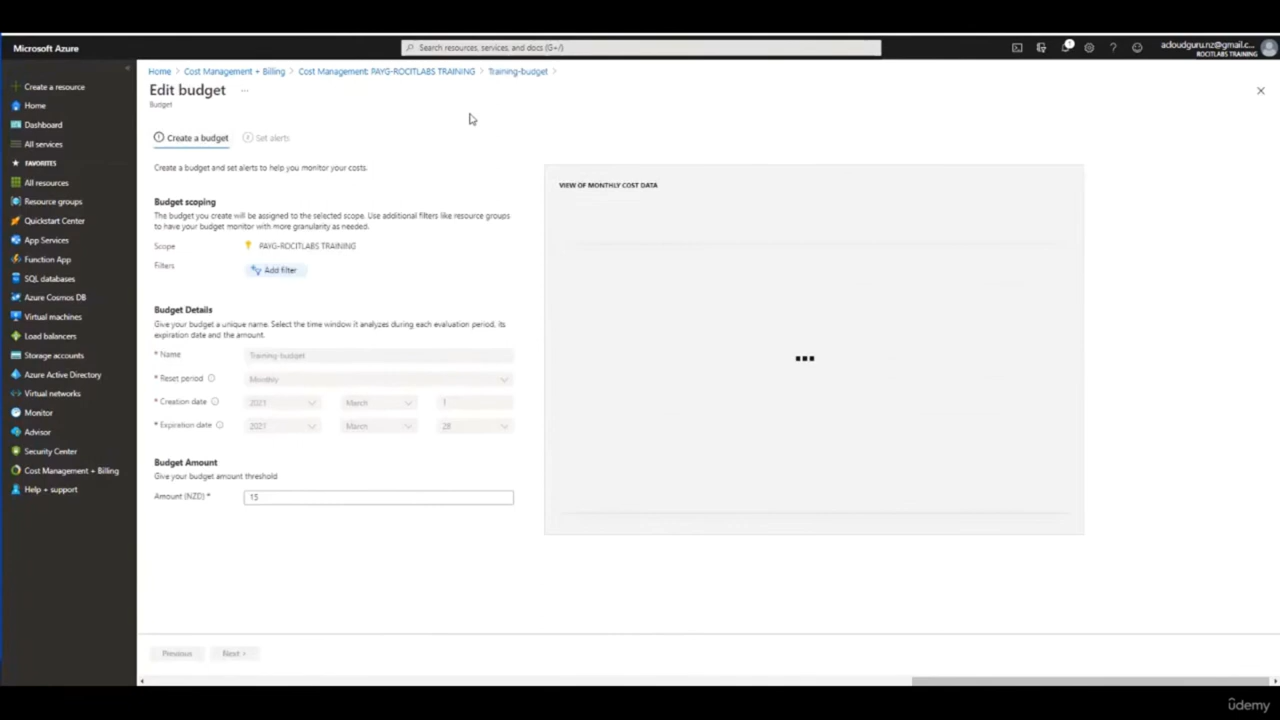 Microsoft Azure
Search resources, services, and docs (G+/)
1
acloudguru.nz@gmail.c...
ROCITLABS TRAINING
Create a resource
Home
Dashboard
All services
FAVORITES
All resources
Resource groups
Quickstart Center
App Services
Function App
SQL databases
Azure Cosmos DB
Virtual machines
Load balancers
Storage accounts
Azure Active Directory
Virtual networks
Monitor
Advisor
Security Center
Cost Management + Billing
Help + support
Home > Cost Management + Billing > Cost Management: PAYG-ROCITLABS TRAINING > Training-budget >
Edit budget ...
Budget
Create a budget
Set alerts
Create a budget and set alerts to help you monitor your costs.
Budget scoping
The budget you create will be assigned to the selected scope. Use additional filters like resource groups
to have your budget monitor with more granularity as needed.
Scope PAYG-ROCITLABS TRAINING
Filters Add filter
Budget Details
Give your budget a unique name. Select the time window it analyzes during each evaluation period, its
expiration date and the amount.
* Name Training-budget
* Reset period Monthly
* Creation date 2021 March 1
* Expiration date 2027 March 28
Budget Amount
Give your budget amount threshold
Amount (NZD) * 15
VIEW OF MONTHLY COST DATA
Previous
Next >
ûdemy